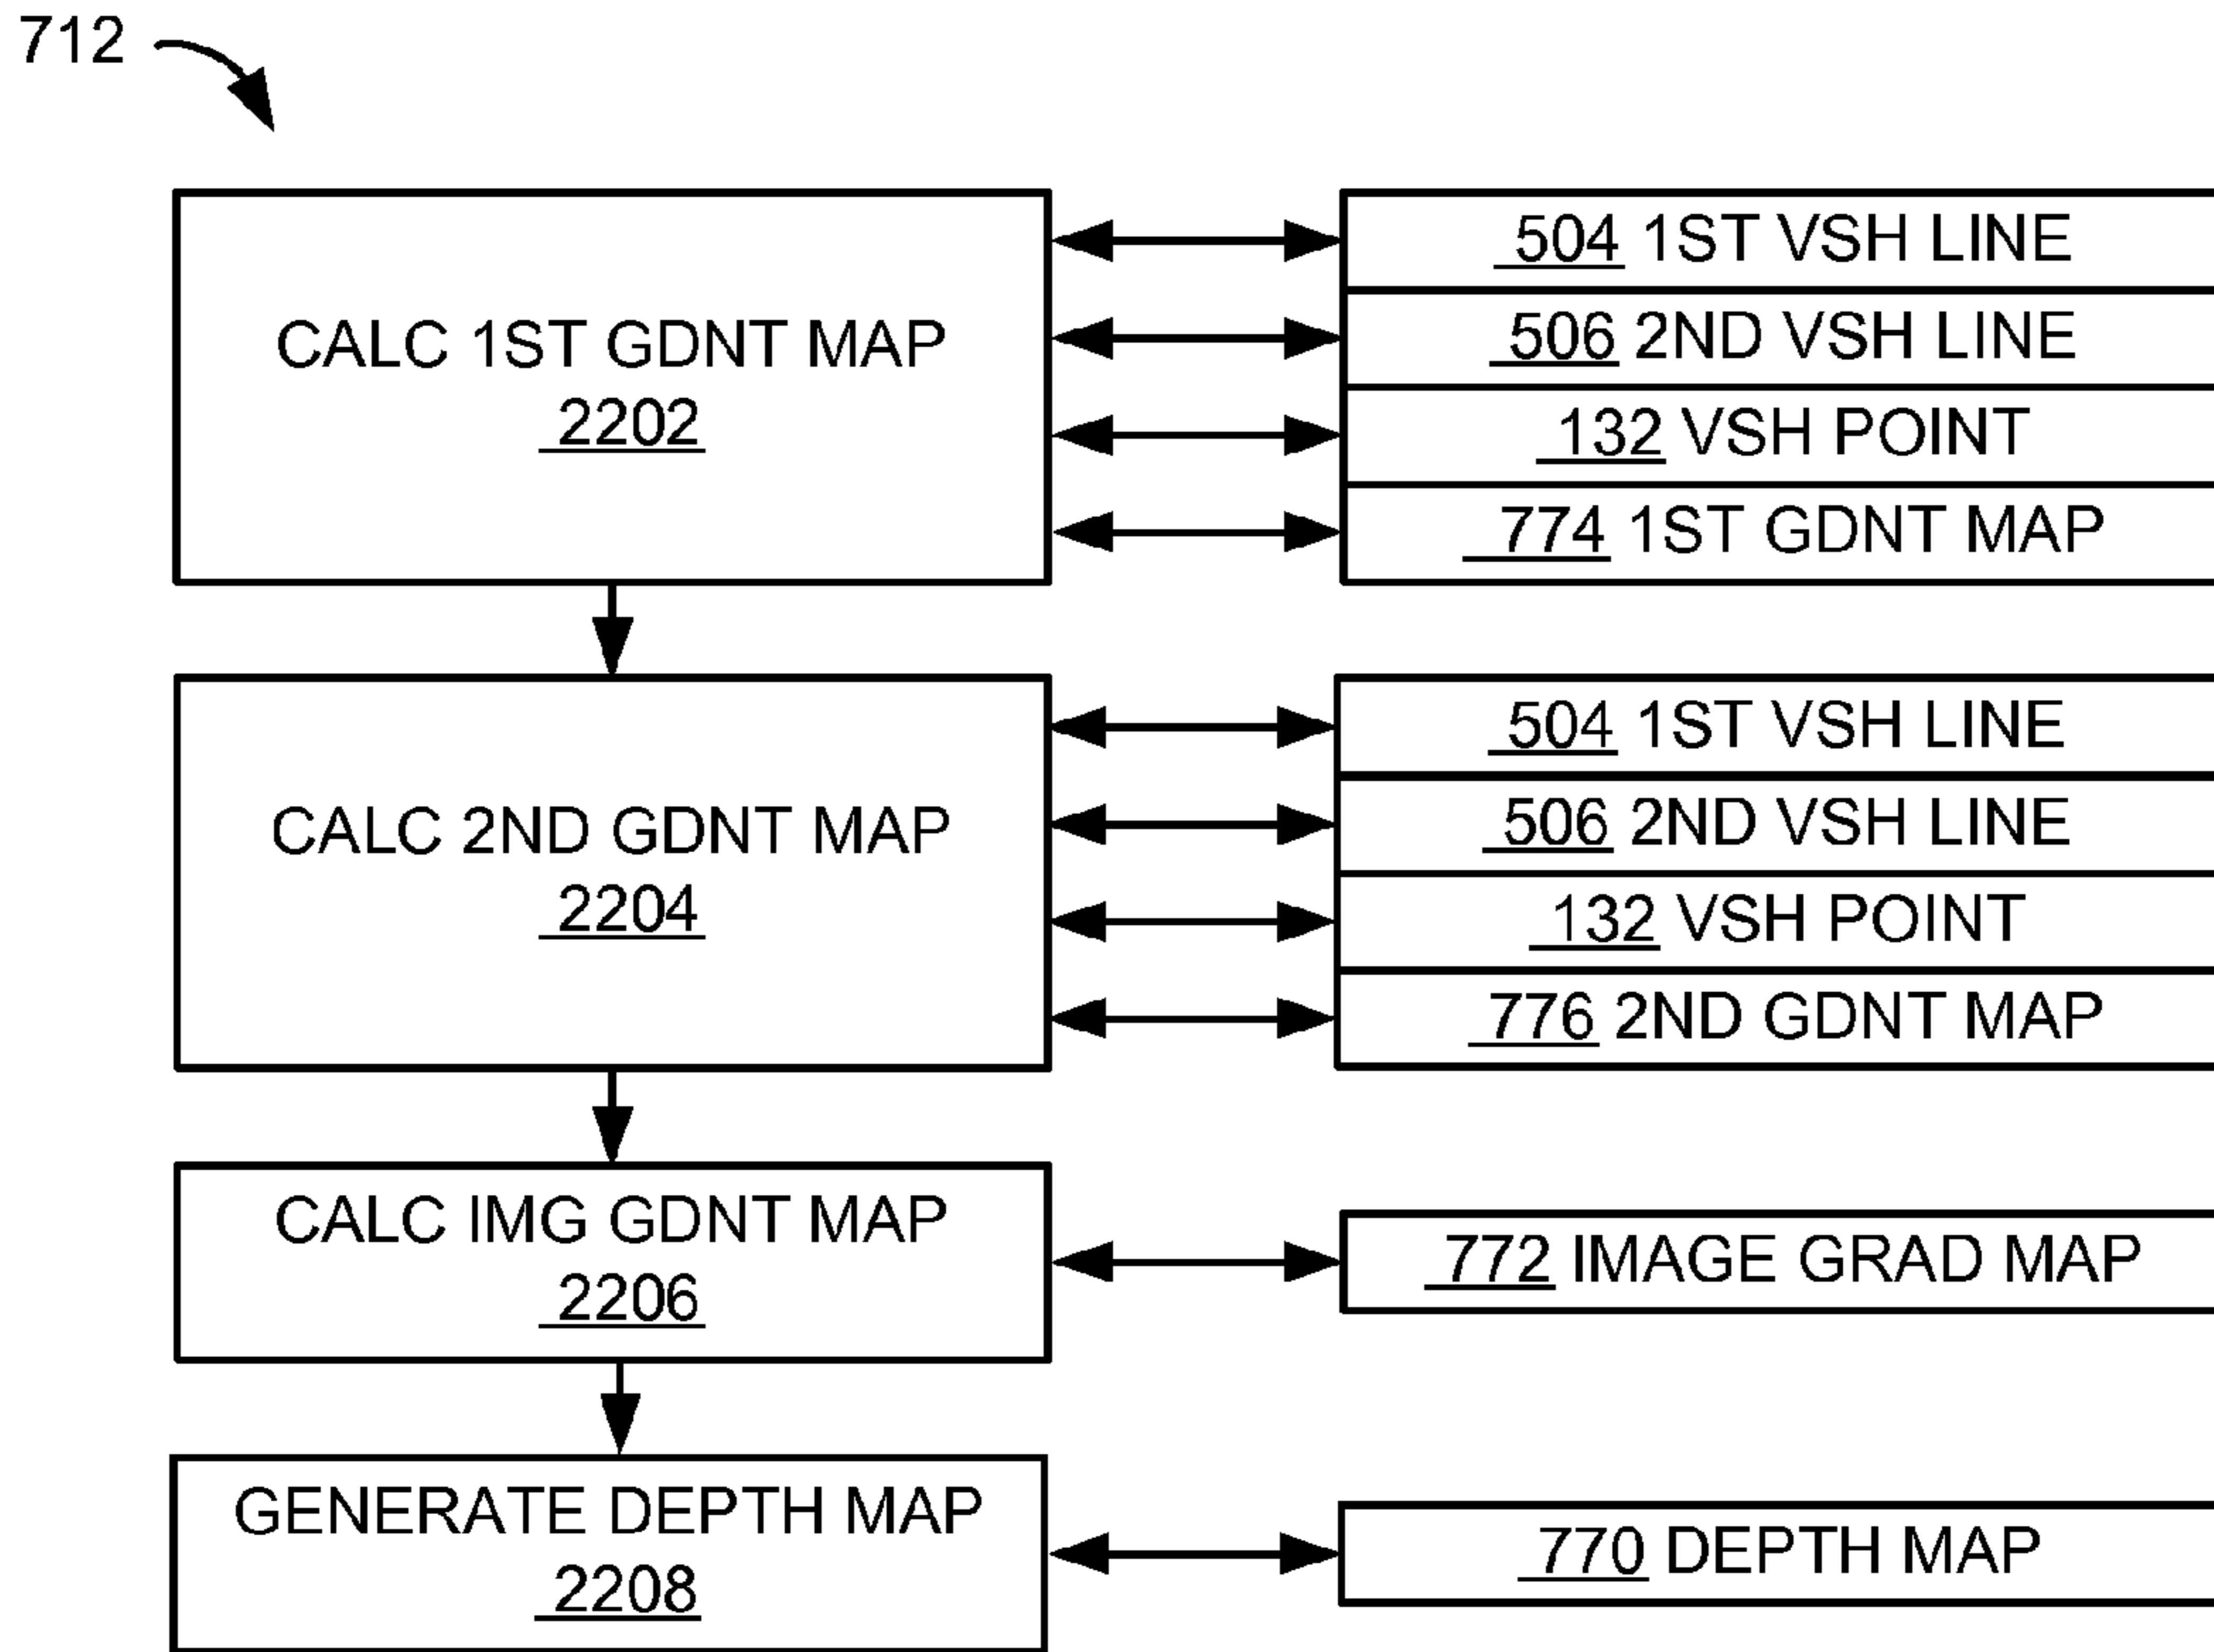 712
CALC 1ST GDNT MAP
2202
504 1ST VSH LINE
506 2ND VSH LINE
132 VSH POINT
774 1ST GDNT MAP
CALC 2ND GDNT MAP
2204
504 1ST VSH LINE
506 2ND VSH LINE
132 VSH POINT
776 2ND GDNT MAP
CALC IMG GDNT MAP
2206
772 IMAGE GRAD MAP
GENERATE DEPTH MAP
2208
770 DEPTH MAP